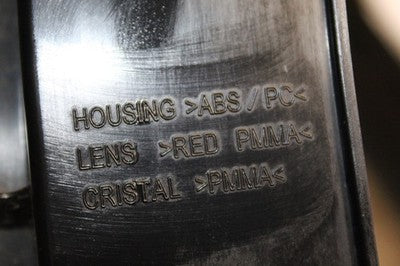 HOUSING >ABS / PC<
LENS >RED PMMA<
CRISTAL >PMMA<